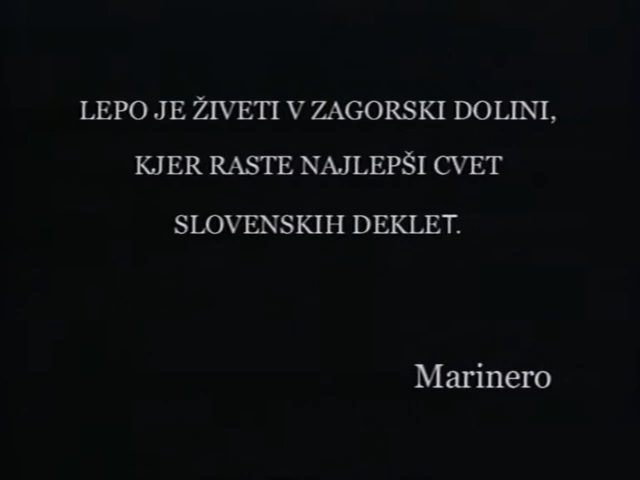 LEPO JE ŽIVETI V ZAGORSKI DOLINI,
KJER RASTE NAJLEPŠI CVET
SLOVENSKIH DEKLET.
Marinero